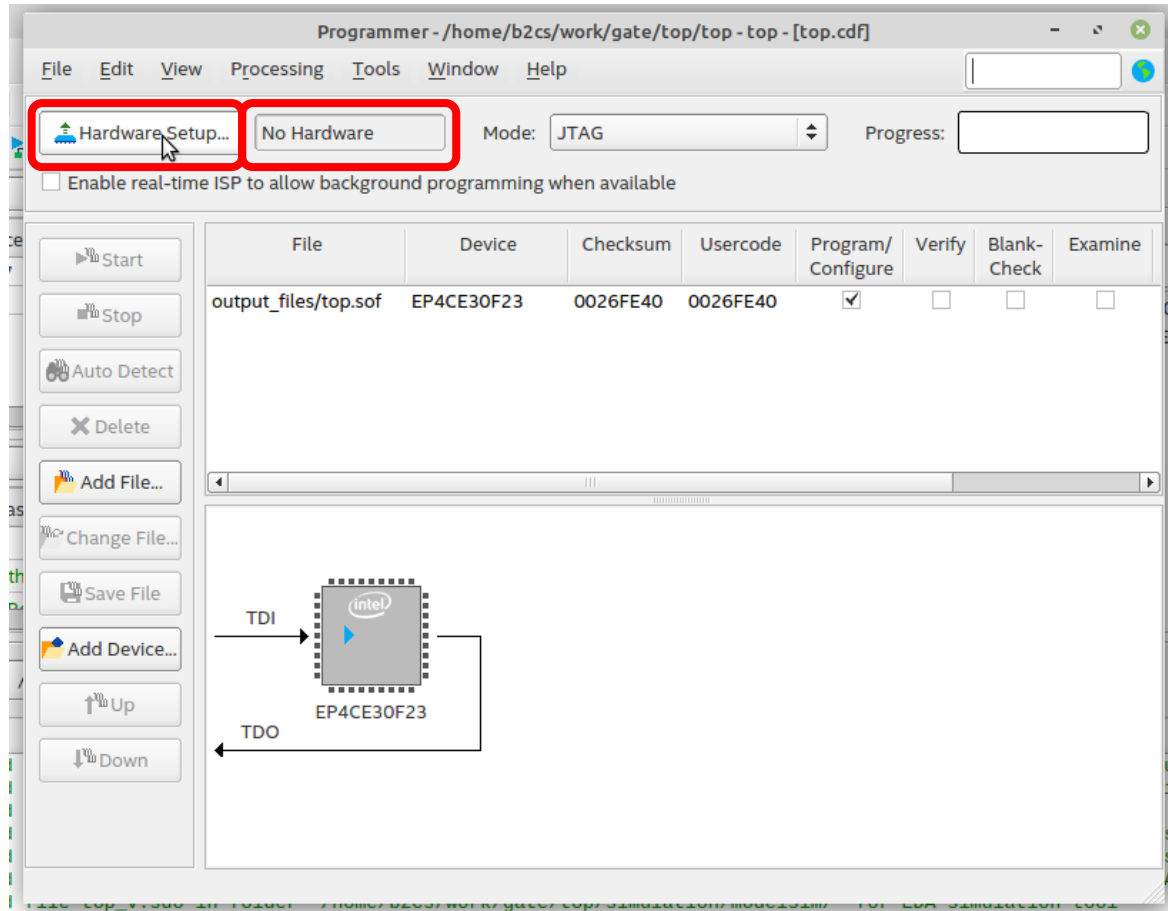 Programmer - /home/b2cs/work/gate/top/top - top - [top.cdf]
File Edit View Processing Tools Window Help
Hardware Setup... No Hardware Mode: JTAG Progress:
Enable real-time ISP to allow background programming when available
File Device Checksum Usercode Program/ Configure Verify Blank- Check Examine
output_files/top.sof EP4CE30F23 0026FE40 0026FE40
Start
Stop
Auto Detect
Delete
Add File...
Change File...
Save File
Add Device...
Up
Down
intel
TDI
EP4CE30F23
TDO